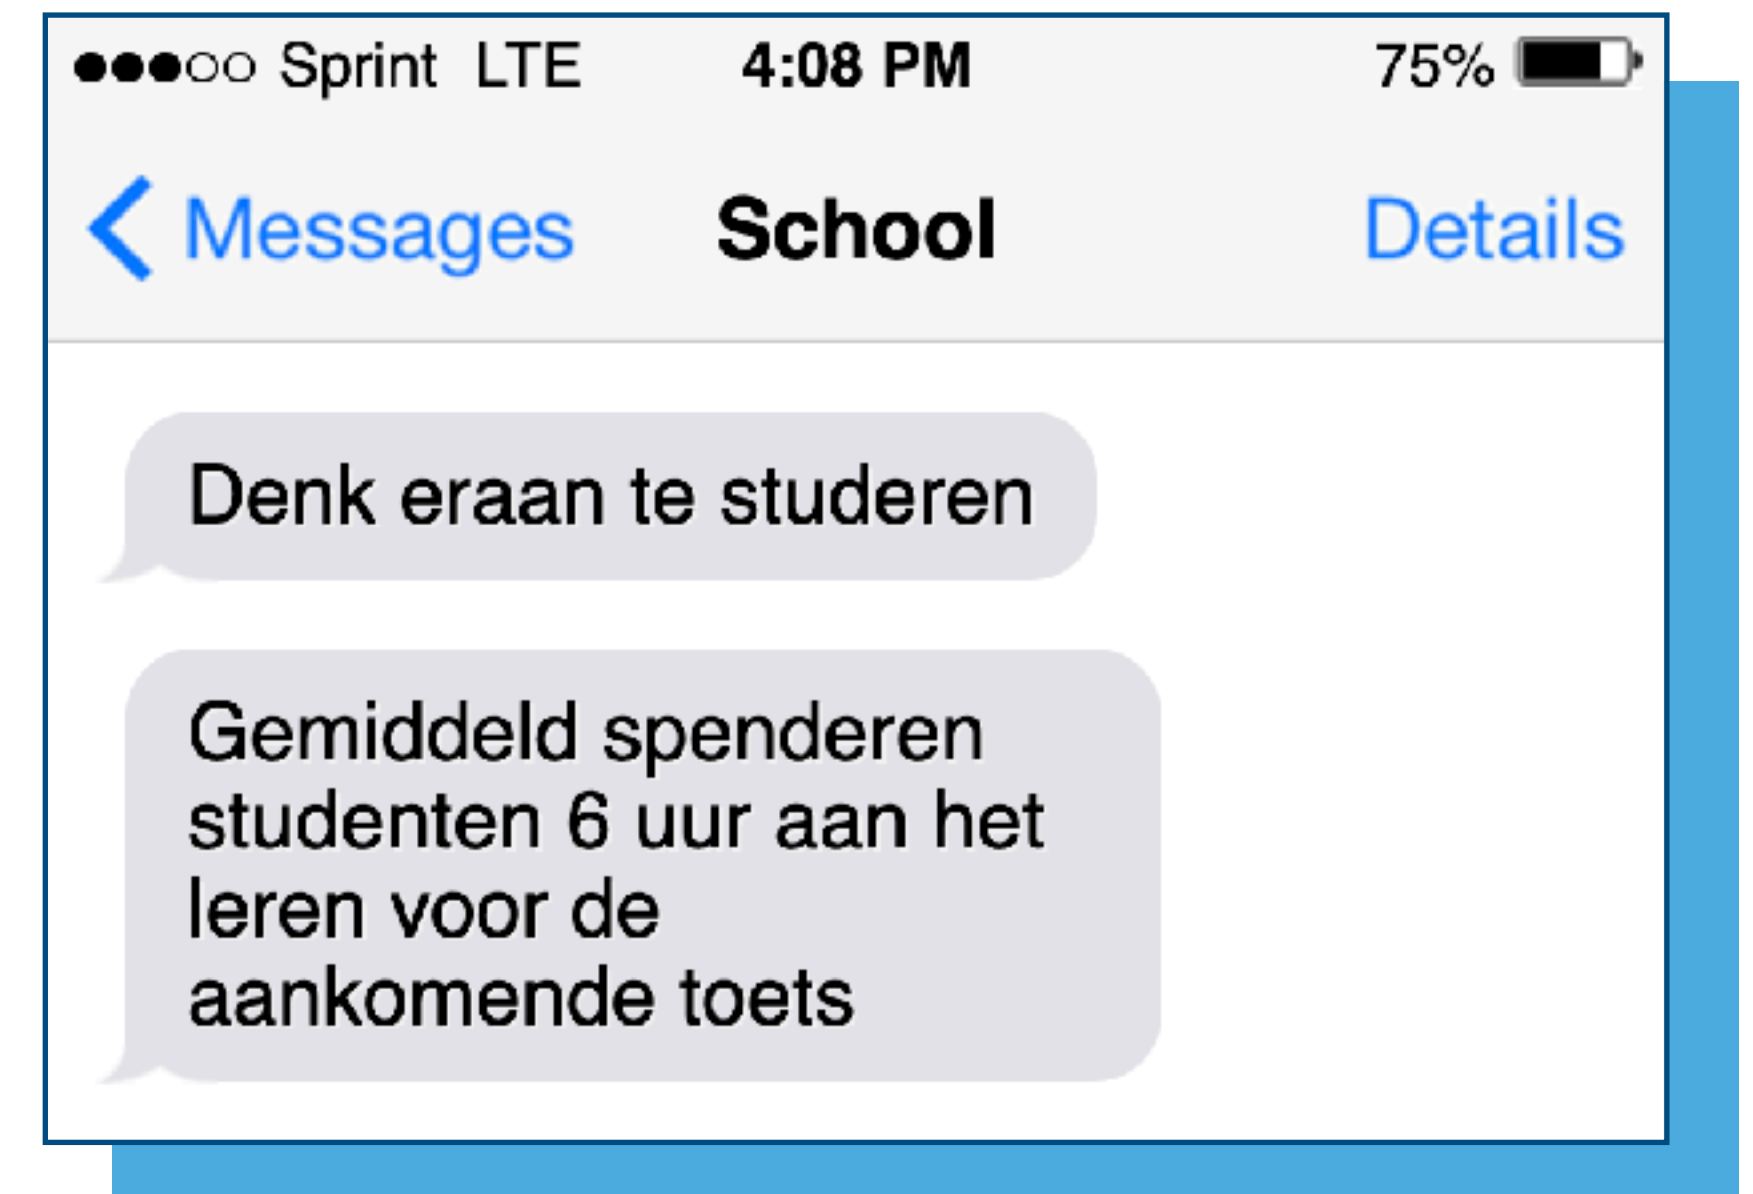 ●●●○○ Sprint LTE 4:08 PM 75%
Messages School Details
Denk eraan te studeren
Gemiddeld spenderen
studenten 6 uur aan het
leren voor de
aankomende toets